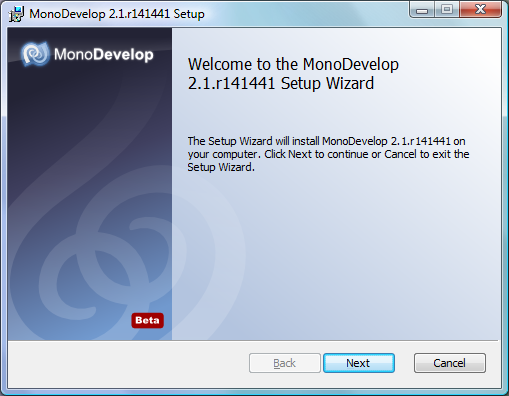 MonoDevelop 2.1.r141441 Setup
MonoDevelop
Welcome to the MonoDevelop
2.1.r141441 Setup Wizard
The Setup Wizard will install MonoDevelop 2.1.r141441 on
your computer. Click Next to continue or Cancel to exit the
Setup Wizard.
Beta
Back Next Cancel